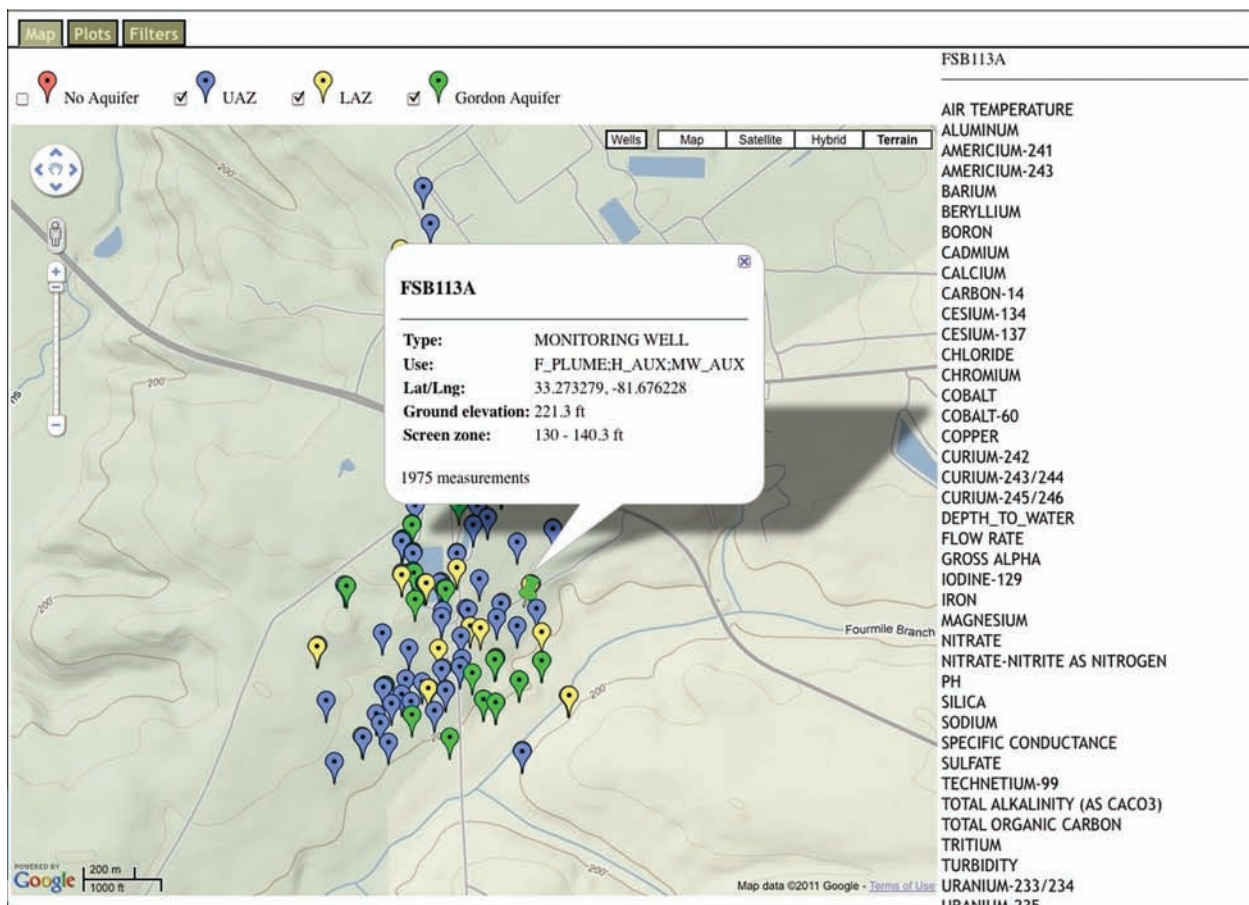 Map Plots Filters
No Aquifer UAZ LAZ Gordon Aquifer
Wells Map Satellite Hybrid Terrain
200'
200'
200'
200'
200'
ns
Fourmile Branch
FSB113A
Type: MONITORING WELL
Use: F_PLUME;H_AUX;MW_AUX
Lat/Lng: 33.273279, -81.676228
Ground elevation: 221.3 ft
Screen zone: 130 - 140.3 ft
1975 measurements
POWERED BY
Google
200 m
1000 ft
Map data ©2011 Google - Terms of Use
FSB113A
AIR TEMPERATURE
ALUMINUM
AMERICIUM-241
AMERICIUM-243
BARIUM
BERYLLIUM
BORON
CADMIUM
CALCIUM
CARBON-14
CESIUM-134
CESIUM-137
CHLORIDE
CHROMIUM
COBALT
COBALT-60
COPPER
CURIUM-242
CURIUM-243/244
CURIUM-245/246
DEPTH_TO_WATER
FLOW RATE
GROSS ALPHA
IODINE-129
IRON
MAGNESIUM
NITRATE
NITRATE-NITRITE AS NITROGEN
PH
SILICA
SODIUM
SPECIFIC CONDUCTANCE
SULFATE
TECHNETIUM-99
TOTAL ALKALINITY (AS CACO3)
TOTAL ORGANIC CARBON
TRITIUM
TURBIDITY
URANIUM-233/234
URANIUM-235